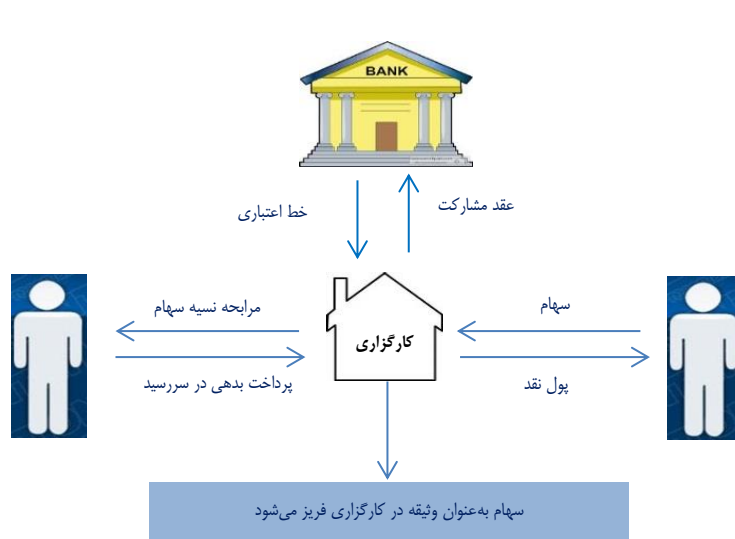 BANK
خط اعتباری
عقد مشارکت
سهام
مرابحه نسیه سهام
کارگزاری
پول نقد
پرداخت بدهی در سررسید
سهام به‌عنوان وثیقه در کارگزاری فریز می‌شود